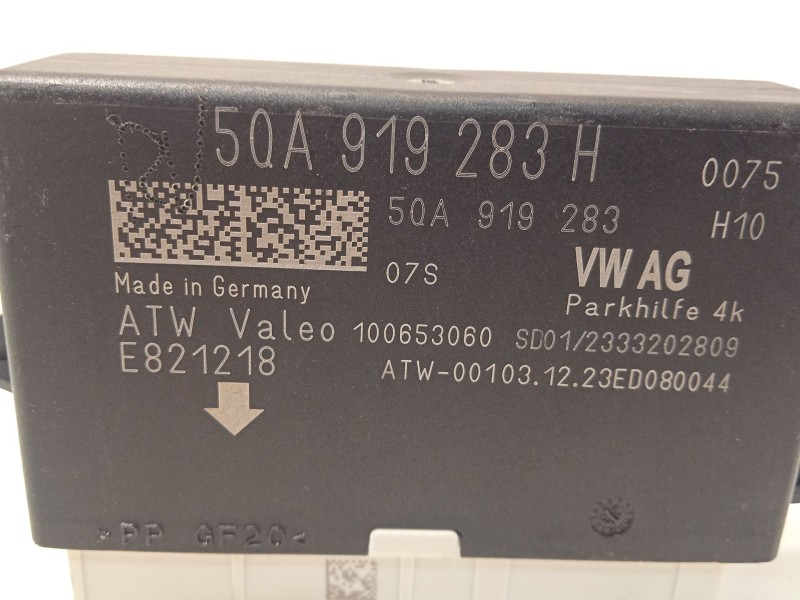 5QA 919 283 H 0075
5QA 919 283 H10
07S VW AG
Made in Germany Parkhilfe 4k
ATW Valeo 100653060 SD01/2333202809
E821218 ATW-00103.12.23ED080044
>PP GF20<